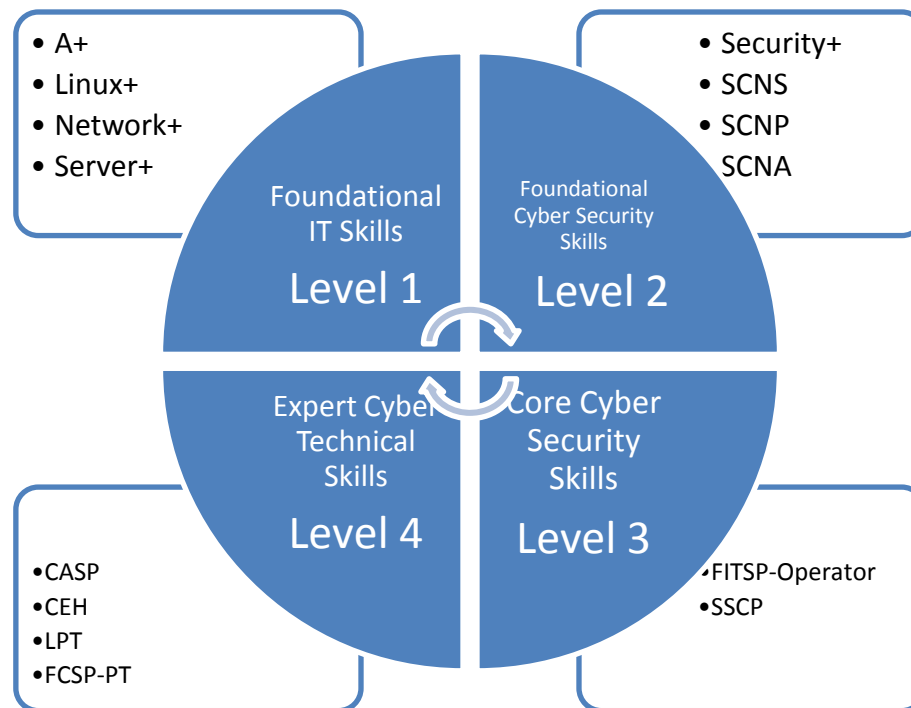 • A+
• Linux+
• Network+
• Server+
Foundational
IT Skills
Level 1
• Security+
• SCNS
• SCNP
SCNA
Foundational
Cyber Security
Skills
Level 2
Expert Cyber
Technical
Skills
Level 4
•CASP
•CEH
•LPT
•FCSP-PT
Core Cyber
Security
Skills
Level 3
•FITSP-Operator
•SSCP